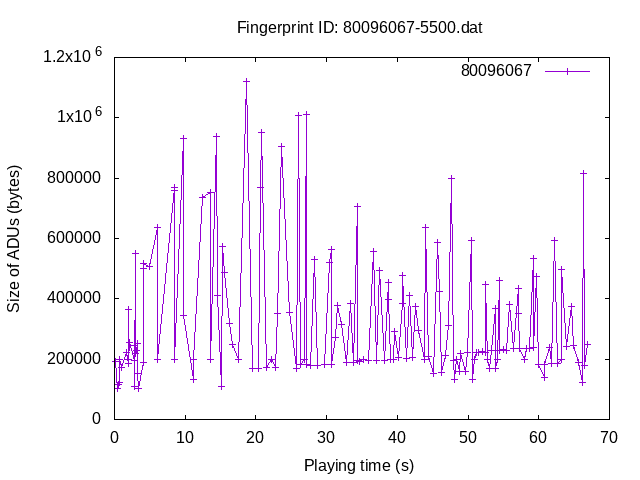 Fingerprint ID: 80096067-5500.dat
80096067
Size of ADUs (bytes)
1.2x10^6
1x10^6
800000
600000
400000
200000
0
0 10 20 30 40 50 60 70
Playing time (s)